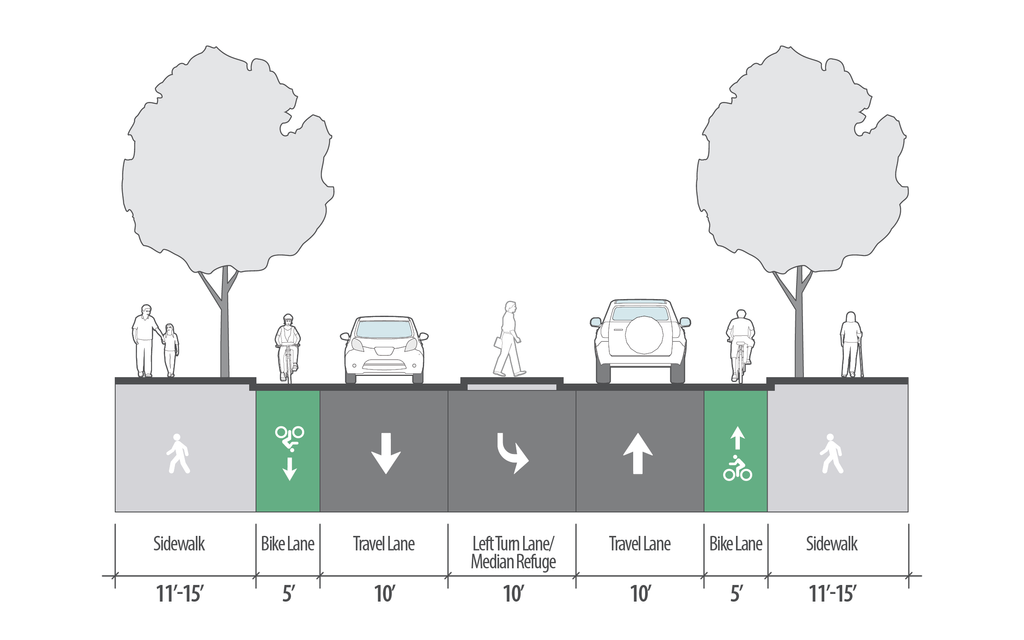 Sidewalk
Bike Lane
Travel Lane
Left Turn Lane/
Median Refuge
Travel Lane
Bike Lane
Sidewalk
11'-15'
5'
10'
10'
10'
5'
11'-15'